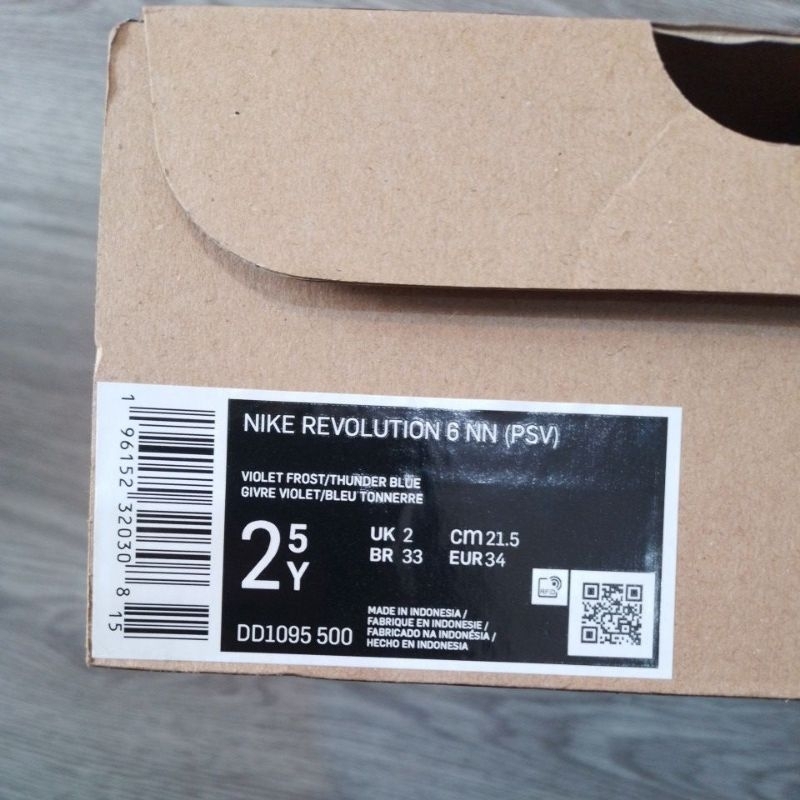 1 96152 32030 8 15
NIKE REVOLUTION 6 NN (PSV)
VIOLET FROST/THUNDER BLUE
GIVRE VIOLET/BLEU TONNERRE
2 5 Y
UK 2 cm 21.5
BR 33 EUR 34
RFID
DD1095 500
MADE IN INDONESIA /
FABRIQUE EN INDONESIE /
FABRICADO NA INDONÉSIA /
HECHO EN INDONESIA